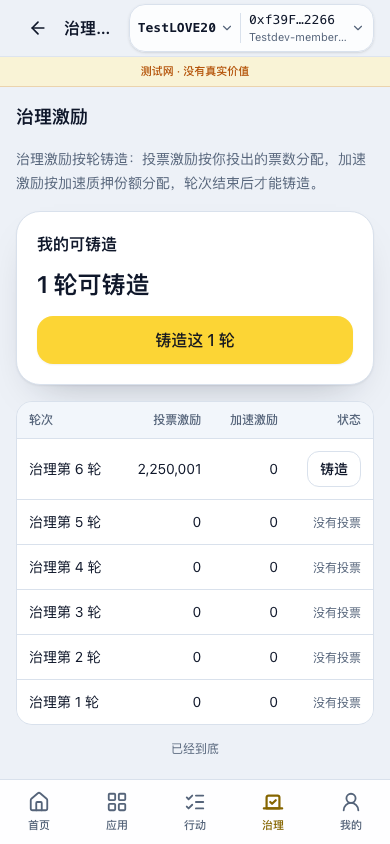 治理...
TestLOVE20
0xf39F…2266
Testdev-member...
测试网 · 没有真实价值
治理激励
治理激励按轮铸造：投票激励按你投出的票数分配，加速
激励按加速质押份额分配，轮次结束后才能铸造。
我的可铸造
1 轮可铸造
铸造这 1 轮
轮次 投票激励 加速激励 状态
治理第 6 轮 2,250,001 0 铸造
治理第 5 轮 0 0 没有投票
治理第 4 轮 0 0 没有投票
治理第 3 轮 0 0 没有投票
治理第 2 轮 0 0 没有投票
治理第 1 轮 0 0 没有投票
已经到底
首页 应用 行动 治理 我的